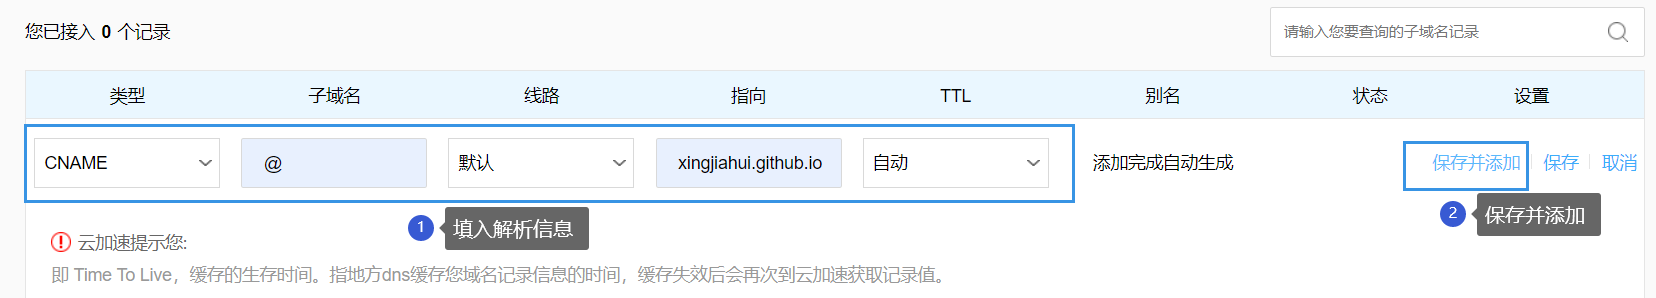 您已接入 0 个记录
请输入您要查询的子域名记录
类型 子域名 线路 指向 TTL 别名 状态 设置
CNAME @ 默认 xingjiahui.github.io 自动 添加完成自动生成 保存并添加 保存 取消
1 填入解析信息
2 保存并添加
云加速提示您:
即 Time To Live，缓存的生存时间。指地方dns缓存您域名记录信息的时间，缓存失效后会再次到云加速获取记录值。